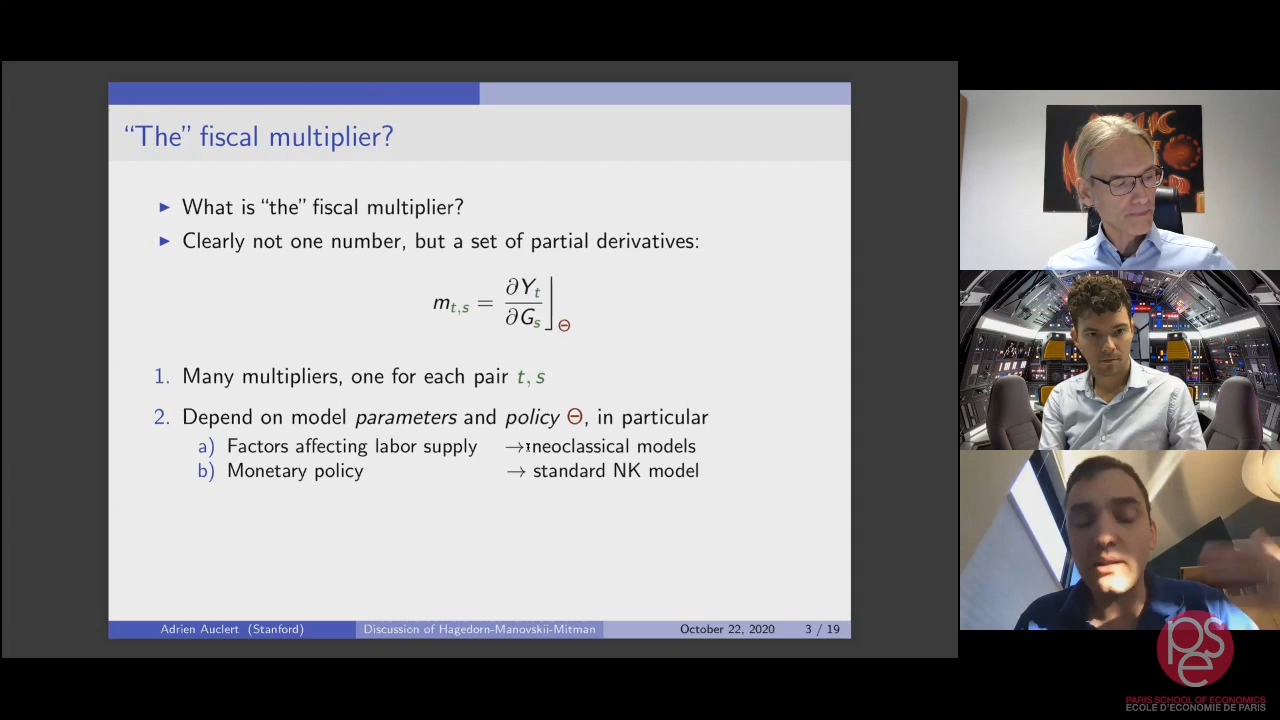 “The” fiscal multiplier?
► What is “the” fiscal multiplier?
► Clearly not one number, but a set of partial derivatives:
m_{t,s} = ∂Y_t / ∂G_s ⌋_Θ
1. Many multipliers, one for each pair t, s
2. Depend on model parameters and policy Θ, in particular
a) Factors affecting labor supply → neoclassical models
b) Monetary policy → standard NK model
Adrien Auclert (Stanford) Discussion of Hagedorn-Manovskii-Mitman October 22, 2020 3 / 19
pse
PARIS SCHOOL OF ECONOMICS
ECOLE D'ECONOMIE DE PARIS